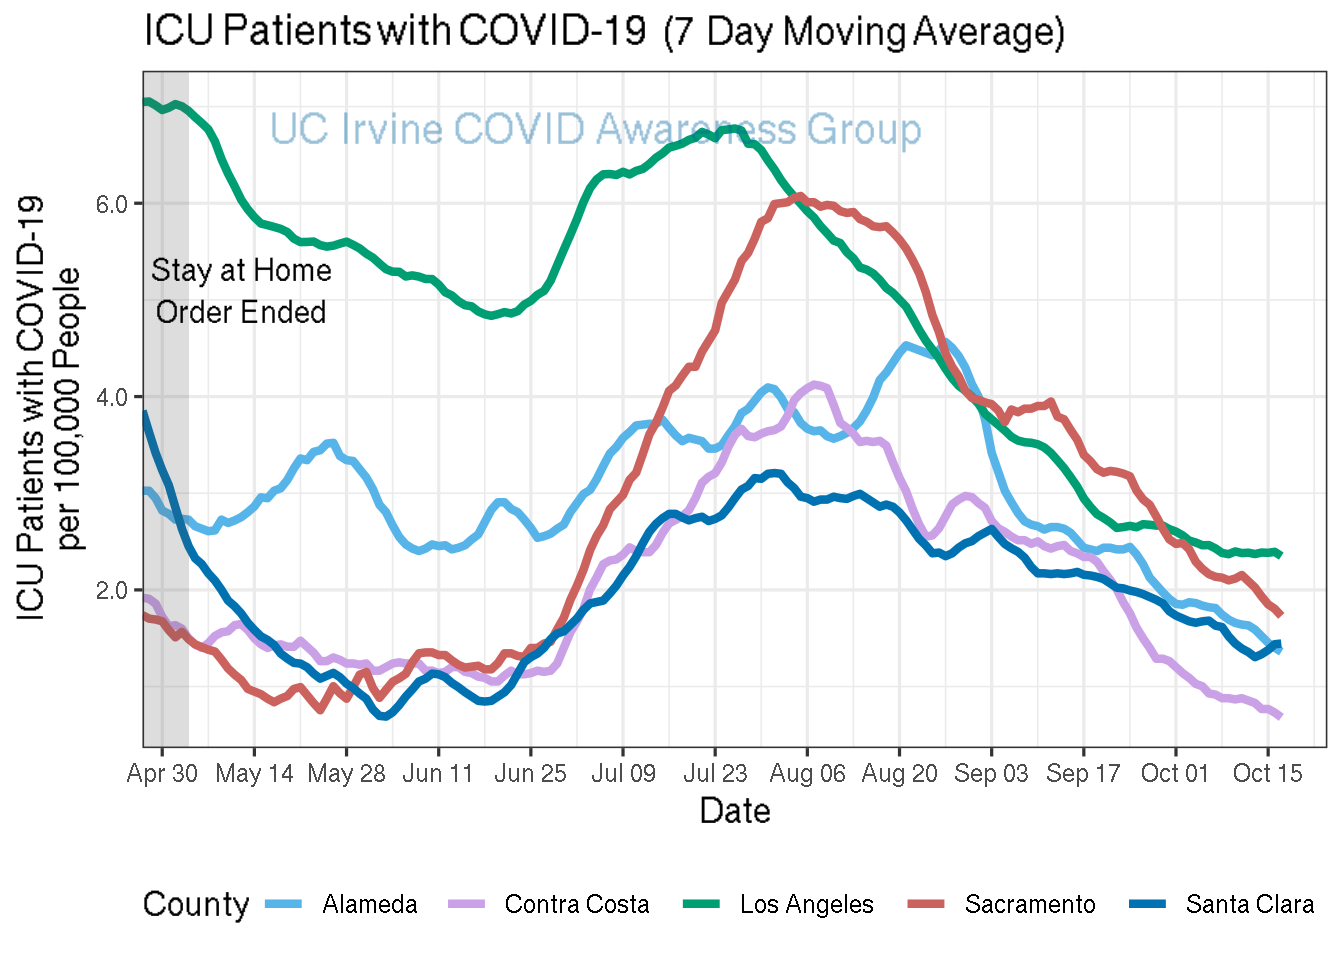 ICU Patients with COVID-19 (7 Day Moving Average)
UC Irvine COVID Awareness Group
ICU Patients with COVID-19
per 100,000 People
6.0
4.0
2.0
Stay at Home
Order Ended
Apr 30 May 14 May 28 Jun 11 Jun 25 Jul 09 Jul 23 Aug 06 Aug 20 Sep 03 Sep 17 Oct 01 Oct 15
Date
County Alameda Contra Costa Los Angeles Sacramento Santa Clara